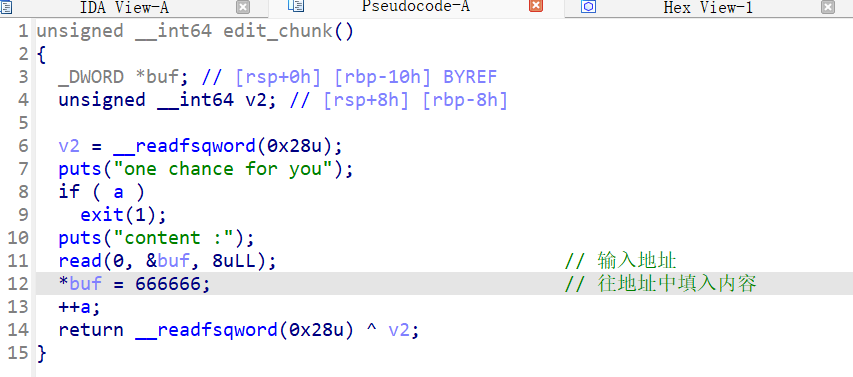 IDA View-A Pseudocode-A Hex View-1
1 unsigned __int64 edit_chunk()
2 {
3 _DWORD *buf; // [rsp+0h] [rbp-10h] BYREF
4 unsigned __int64 v2; // [rsp+8h] [rbp-8h]
5
6 v2 = __readfsqword(0x28u);
7 puts("one chance for you");
8 if ( a )
9 exit(1);
10 puts("content :");
11 read(0, &buf, 8uLL); // 输入地址
12 *buf = 666666; // 往地址中填入内容
13 ++a;
14 return __readfsqword(0x28u) ^ v2;
15 }